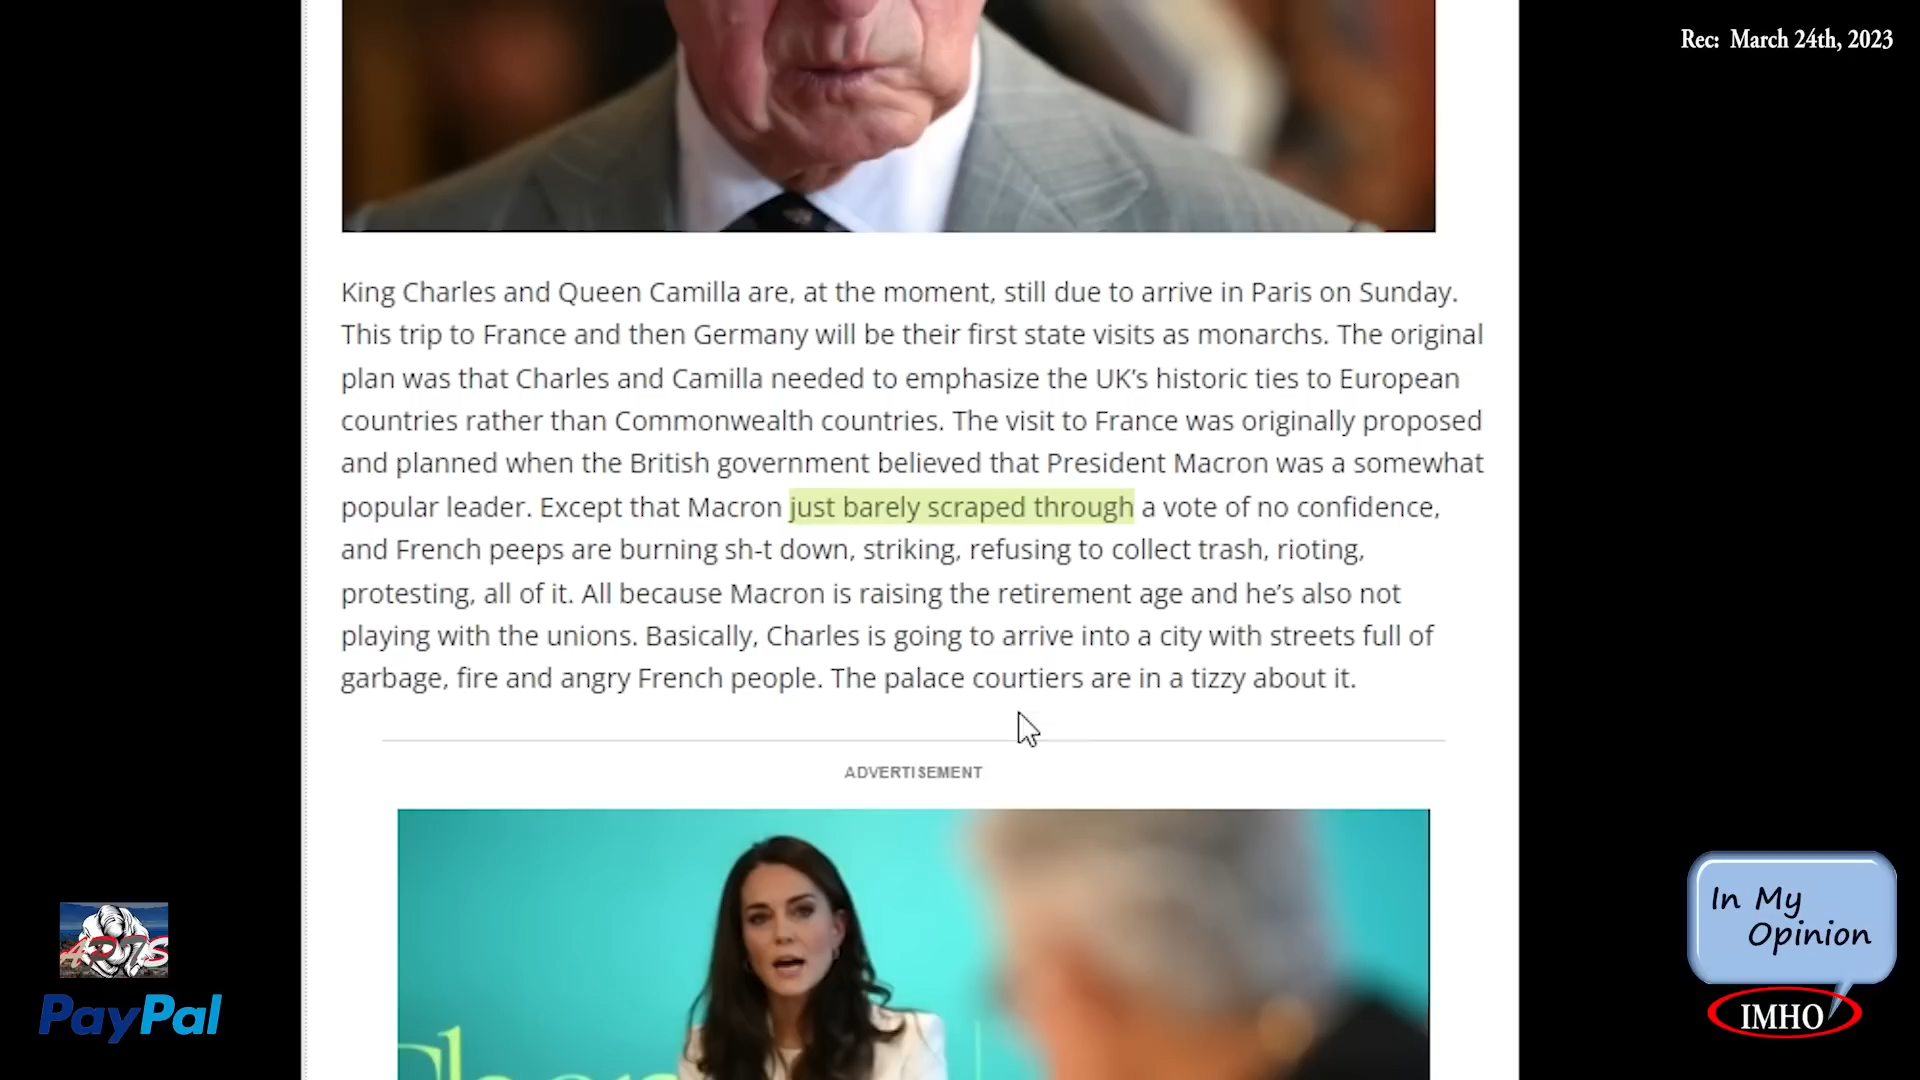 Rec: March 24th, 2023
King Charles and Queen Camilla are, at the moment, still due to arrive in Paris on Sunday.
This trip to France and then Germany will be their first state visits as monarchs. The original
plan was that Charles and Camilla needed to emphasize the UK’s historic ties to European
countries rather than Commonwealth countries. The visit to France was originally proposed
and planned when the British government believed that President Macron was a somewhat
popular leader. Except that Macron just barely scraped through a vote of no confidence,
and French peeps are burning sh-t down, striking, refusing to collect trash, rioting,
protesting, all of it. All because Macron is raising the retirement age and he’s also not
playing with the unions. Basically, Charles is going to arrive into a city with streets full of
garbage, fire and angry French people. The palace courtiers are in a tizzy about it.
ADVERTISEMENT
In My
Opinion
IMHO
PayPal